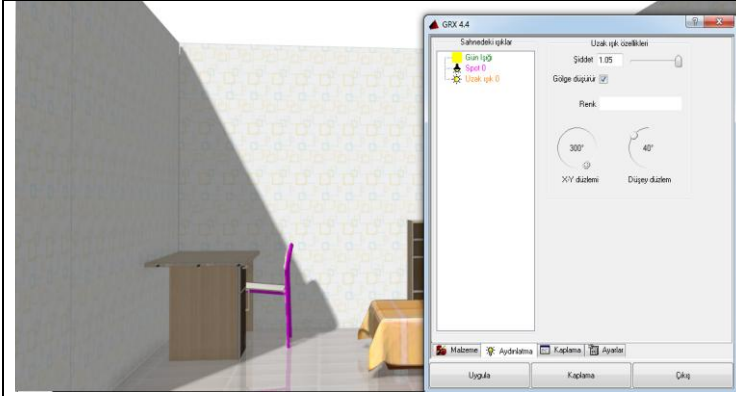 GRX 4.4
Sahnedeki ışıklar
Gün Işığı
Spot 0
Uzak ışık 0
Uzak ışık özellikleri
Şiddet 1.05
Gölge düşürür
Renk
300°
40°
X-Y düzlemi
Düşey düzlem
Malzeme
Aydınlatma
Kaplama
Ayarlar
Uygula
Kaplama
Çıkış